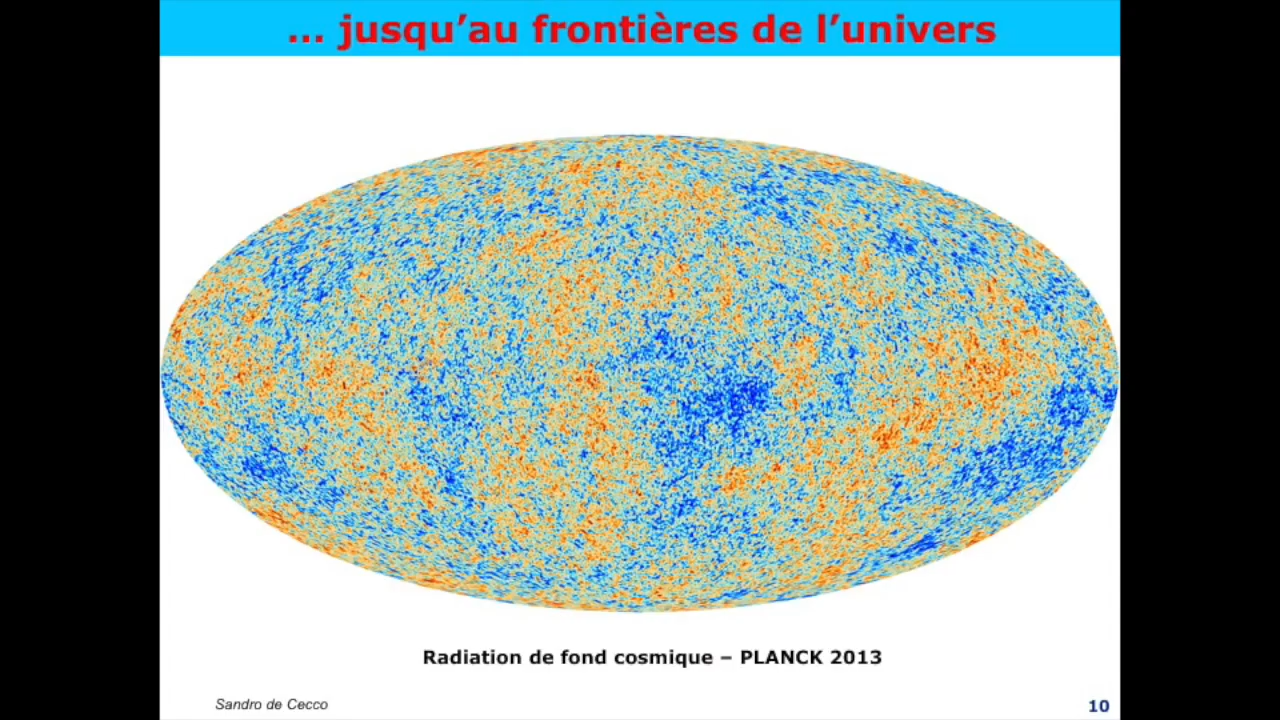 ... jusqu’au frontières de l’univers
Radiation de fond cosmique – PLANCK 2013
Sandro de Cecco
10